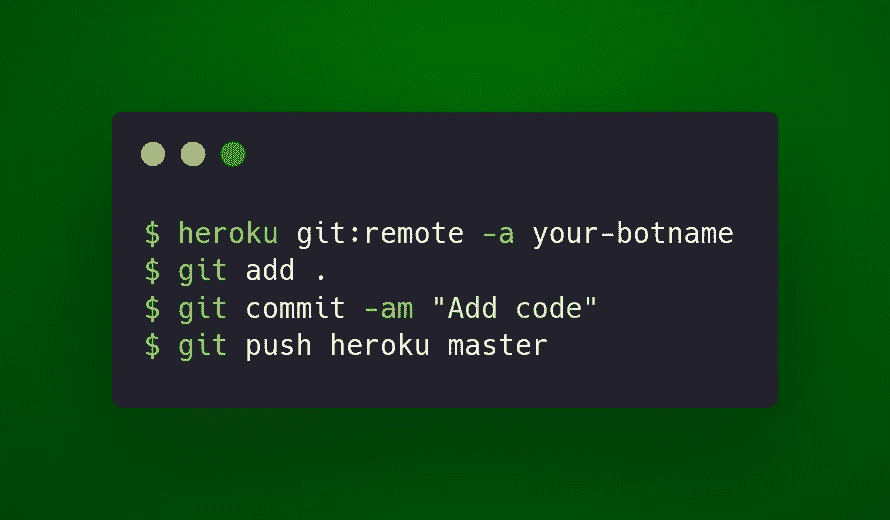 $ heroku git:remote -a your-botname
$ git add .
$ git commit -am "Add code"
$ git push heroku master